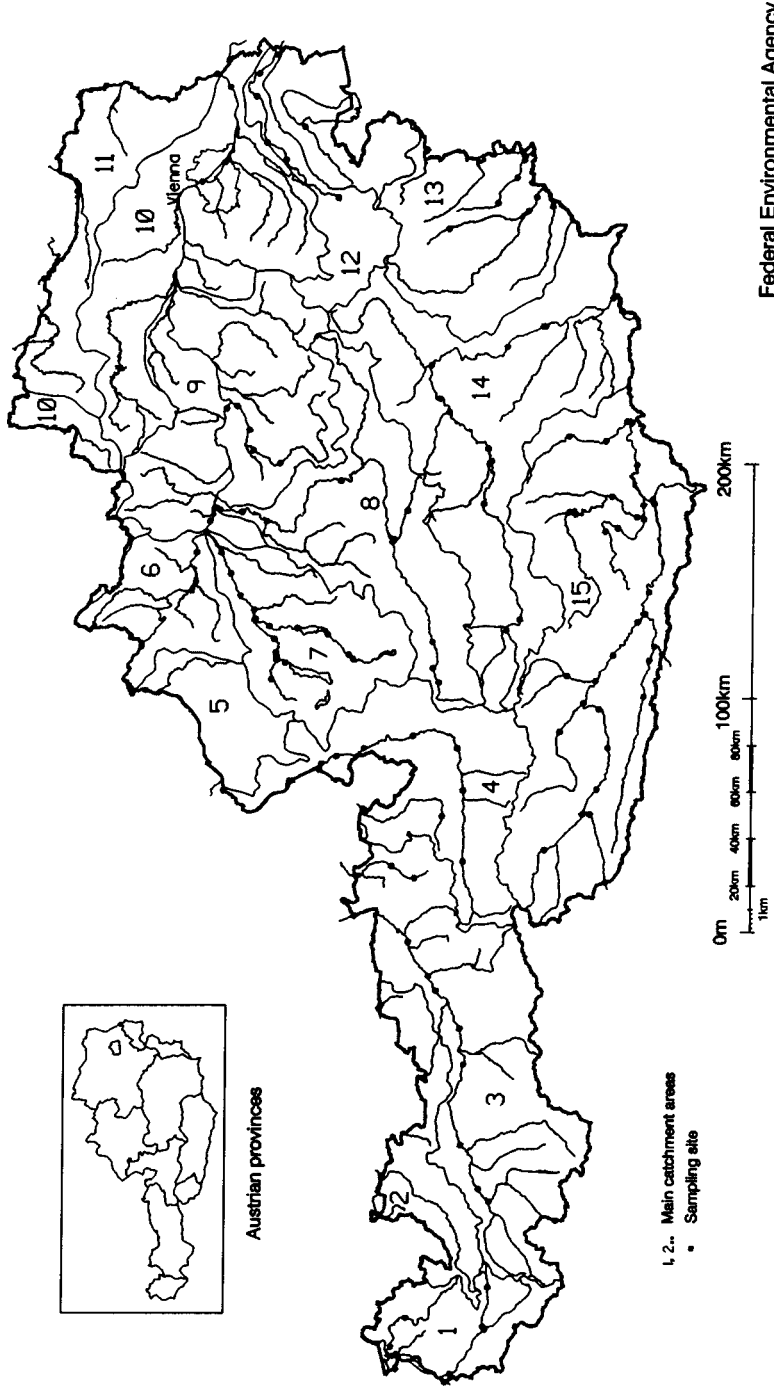 Austrian provinces
1
2
3
4
5
6
7
8
9
10
10
Vienna
11
12
13
14
15
1, 2.. Main catchment areas
• Sampling site
0m 20km 40km 60km 80km 100km 200km
1km
Federal Environmental Agency